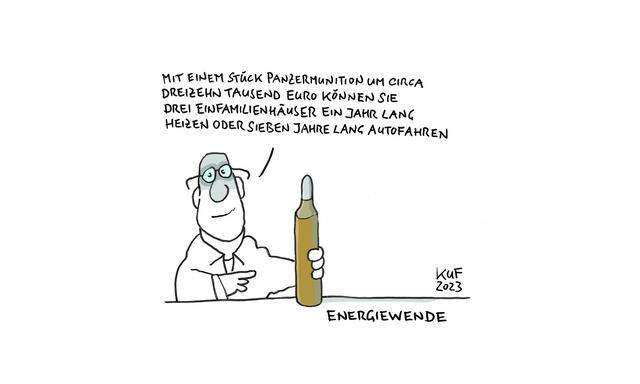 MIT EINEM STÜCK PANZERMUNITION UM CIRCA
DREIZEHN TAUSEND EURO KÖNNEN SIE
DREI EINFAMILIENHÄUSER EIN JAHR LANG
HEIZEN ODER SIEBEN JAHRE LANG AUTOFAHREN
KUF
2023
ENERGIEWENDE